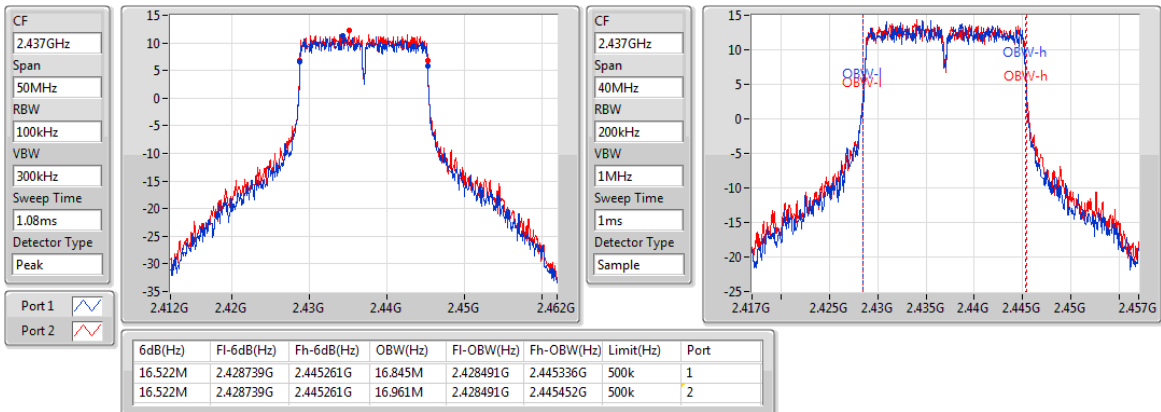 CF
2.437GHz
Span
50MHz
RBW
100kHz
VBW
300kHz
Sweep Time
1.08ms
Detector Type
Peak
Port 1
Port 2
15
10
5
0
-5
-10
-15
-20
-25
-30
-35
2.412G 2.42G 2.43G 2.44G 2.45G 2.462G
CF
2.437GHz
Span
40MHz
RBW
200kHz
VBW
1MHz
Sweep Time
1ms
Detector Type
Sample
15
10
5
0
-5
-10
-15
-20
-25
OBW-l
OBW-l
OBW-h
OBW-h
2.417G 2.425G 2.43G 2.435G 2.44G 2.445G 2.45G 2.457G
6dB(Hz) Fl-6dB(Hz) Fh-6dB(Hz) OBW(Hz) Fl-OBW(Hz) Fh-OBW(Hz) Limit(Hz) Port
16.522M 2.428739G 2.445261G 16.845M 2.428491G 2.445336G 500k 1
16.522M 2.428739G 2.445261G 16.961M 2.428491G 2.445452G 500k 2